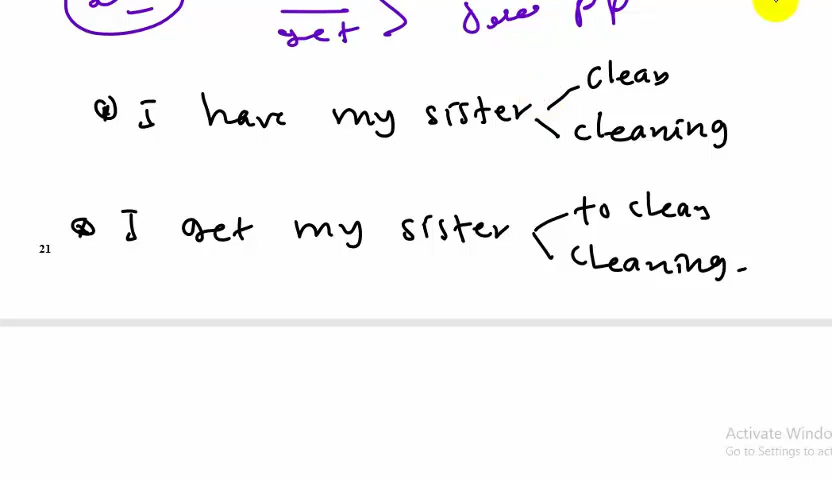 get > pp
I have my sister clean
cleaning
I get my sister to clean
21
cleaning.
Activate Windo
Go to Settings to act